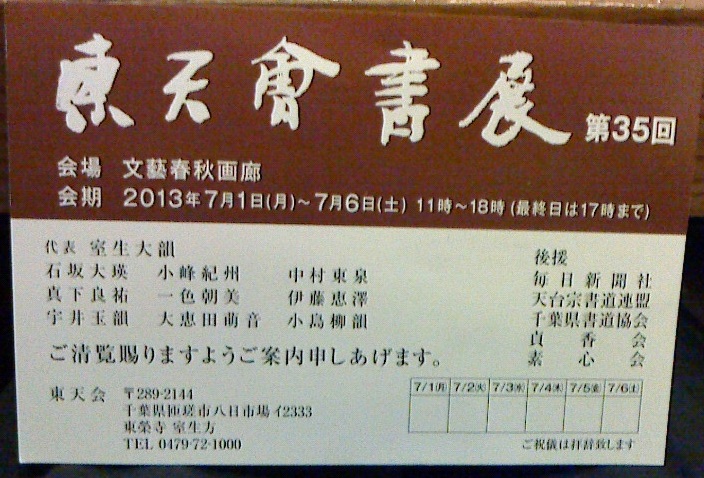 東天會書展 第35回
会場 文藝春秋画廊
会期 2013年7月1日(月)～7月6日(土) 11時～18時(最終日は17時まで)
代表 室生大韻
石坂大瑛 小峰紀州 中村東泉
真下良祐 一色朝美 伊藤恵澤
宇井玉韻 大恵田萌音 小島柳韻
後援
毎日新聞社
天台宗書道連盟
千葉県書道協会
貞香会
素心会
ご清覧賜りますようご案内申しあげます。
東天会 〒289-2144
千葉県匝瑳市八日市場イ2333
東榮寺 室生方
TEL 0479-72-1000
7/1(月) 7/2(火) 7/3(水) 7/4(木) 7/5(金) 7/6(土)
ご祝儀は拝辞致します